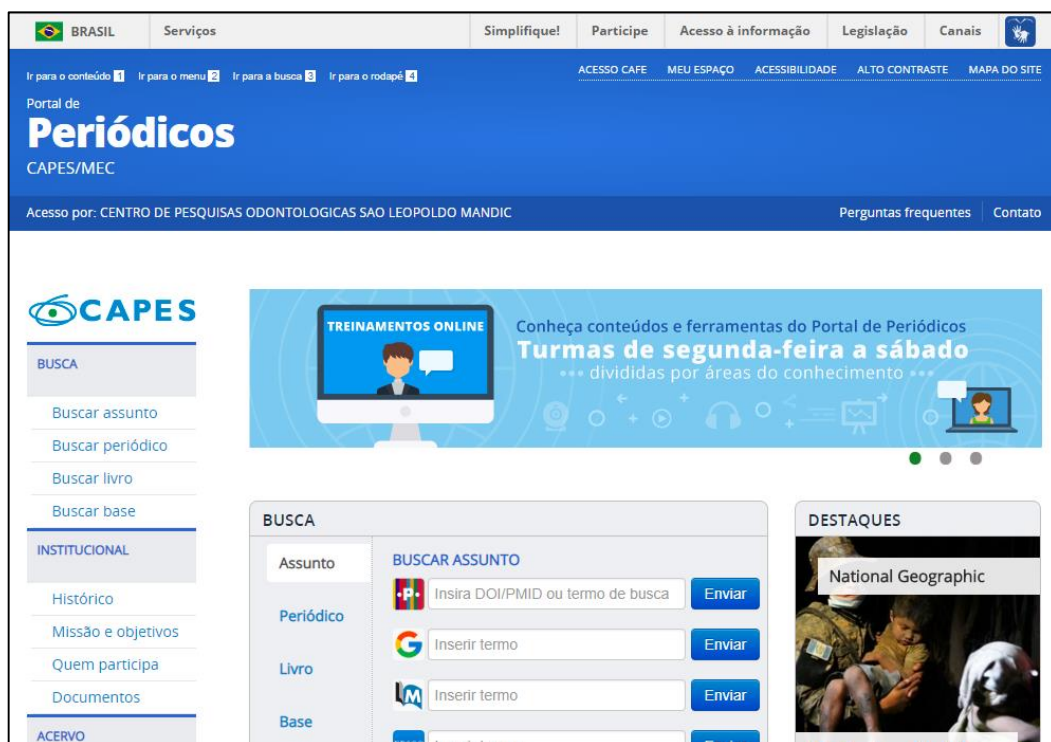 BRASIL Serviços Simplifique! Participe Acesso à informação Legislação Canais
Ir para o conteúdo 1 Ir para o menu 2 Ir para a busca 3 Ir para o rodapé 4 ACESSO CAFE MEU ESPAÇO ACESSIBILIDADE ALTO CONTRASTE MAPA DO SITE
Portal de
Periódicos
CAPES/MEC
Acesso por: CENTRO DE PESQUISAS ODONTOLOGICAS SAO LEOPOLDO MANDIC Perguntas frequentes Contato
CAPES
BUSCA
Buscar assunto
Buscar periódico
Buscar livro
Buscar base
INSTITUCIONAL
Histórico
Missão e objetivos
Quem participa
Documentos
ACERVO
TREINAMENTOS ONLINE
Conheça conteúdos e ferramentas do Portal de Periódicos
Turmas de segunda-feira a sábado
divididas por áreas do conhecimento
BUSCA
Assunto
Periódico
Livro
Base
BUSCAR ASSUNTO
.P. Insira DOI/PMID ou termo de busca Enviar
G Inserir termo Enviar
M Inserir termo Enviar
DESTAQUES
National Geographic